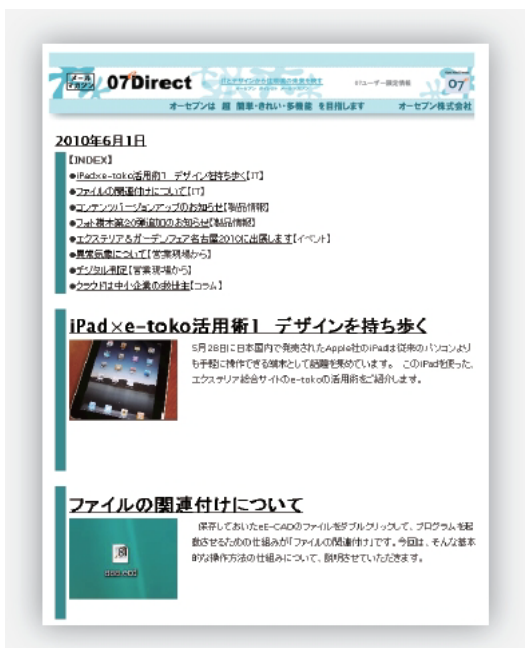 メール
マガジン
07Direct
07ユーザー限定情報
07
オーセブンは 超 簡単・きれい・多機能 を目指します オーセブン株式会社
2010年6月1日
【INDEX】
●iPad×e-toko活用術1 デザインを持ち歩く【IT】
●ファイルの関連付けについて【IT】
●コンテンツバージョンアップのお知らせ【製品情報】
●フォト樹木第20弾追加のお知らせ【製品情報】
●エクステリア&ガーデンフェア名古屋2010に出展します【イベント】
●異常気象について【営業現場から】
●デジタル測定【営業現場から】
●クラウドは中小企業の救世主【コラム】
iPad×e-toko活用術1 デザインを持ち歩く
5月28日に日本国内で発売されたApple社のiPadは従来のパソコンより
も手軽に操作できる端末として話題を集めています。 このiPadを使った、
エクステリア総合サイトのe-tokoの活用術をご紹介します。
ファイルの関連付けについて
保存しておいたeE-CADのファイルをダブルクリックして、プログラムを起
動させるための仕組みが「ファイルの関連付け」です。今回は、そんな基本
的な操作方法の仕組みについて、説明させていただきます。